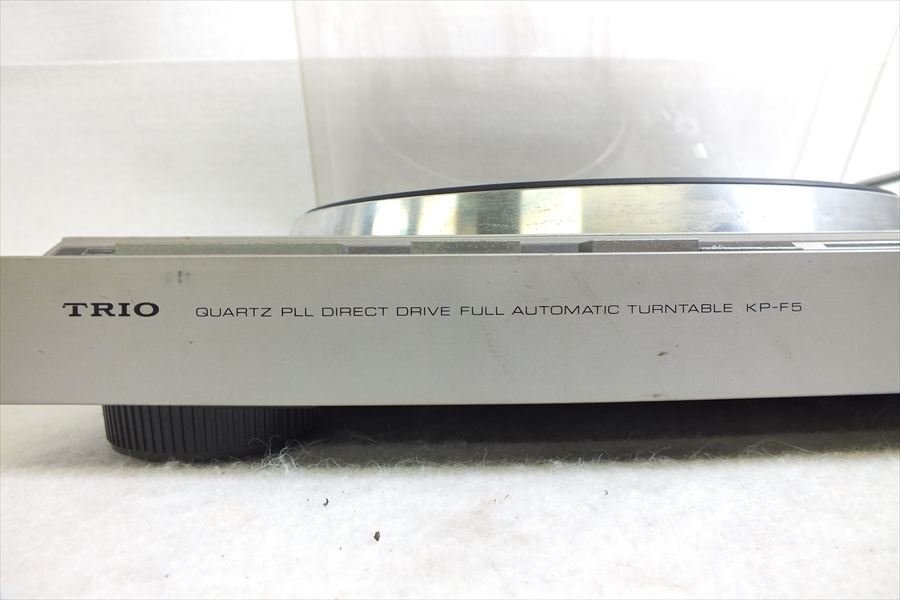 TRIO QUARTZ PLL DIRECT DRIVE FULL AUTOMATIC TURNTABLE KP-F5